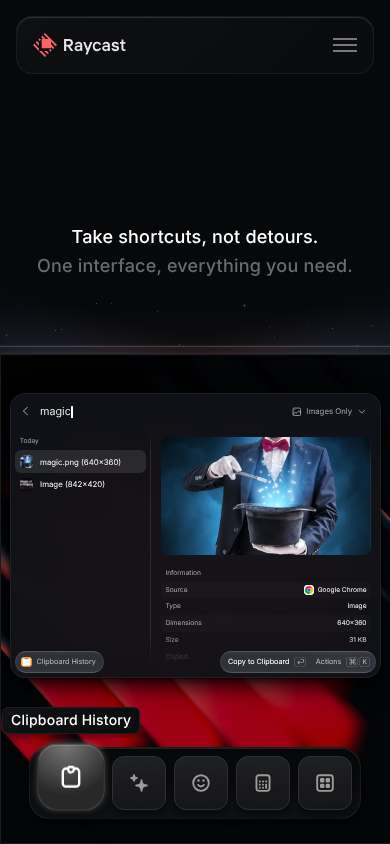 Raycast
Take shortcuts, not detours.
One interface, everything you need.
magic
Images Only
Today
magic.png (640×360)
Image (842×420)
Information
Source
Google Chrome
Type
Image
Dimensions
640×360
Size
31 KB
Clipboard History
Copy to Clipboard
Actions
⌘
K
Clipboard History